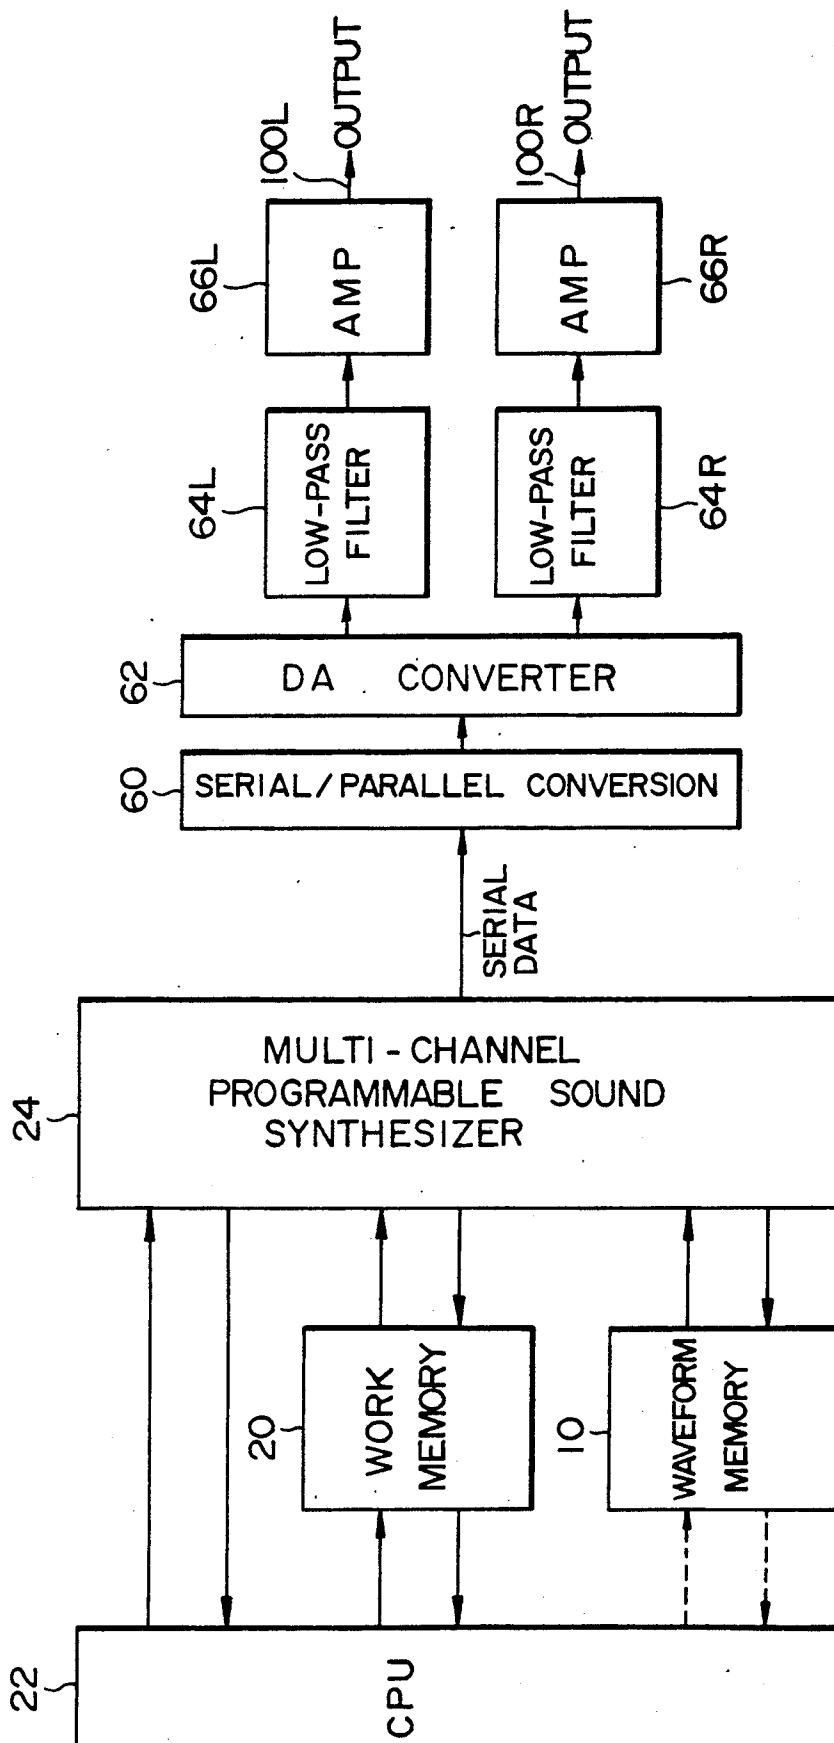 22
CPU
20
WORK
MEMORY
10
WAVEFORM
MEMORY
24
MULTI-CHANNEL
PROGRAMMABLE SOUND
SYNTHESIZER
SERIAL
DATA
60
SERIAL/PARALLEL CONVERSION
62
DA CONVERTER
64L
LOW-PASS
FILTER
66L
AMP
100L
OUTPUT
64R
LOW-PASS
FILTER
66R
AMP
100R
OUTPUT